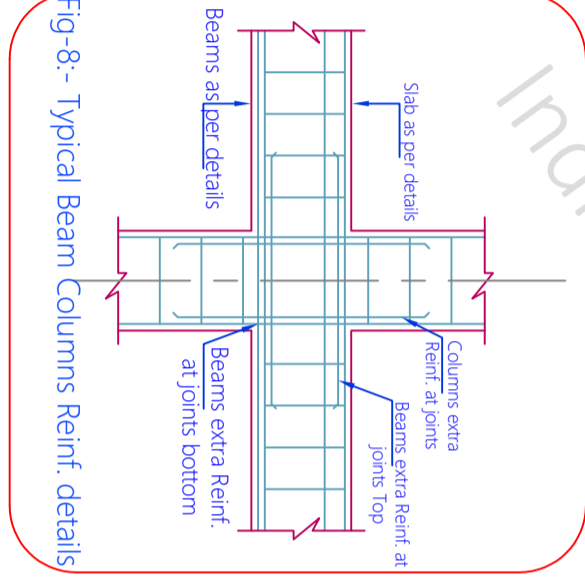 Slab as per details
Beams as per details
Columns extra
Reinf. at joints
Beams extra Reinf. at
joints Top
Beams extra Reinf.
at joints bottom
Fig-8:- Typical Beam Columns Reinf. details